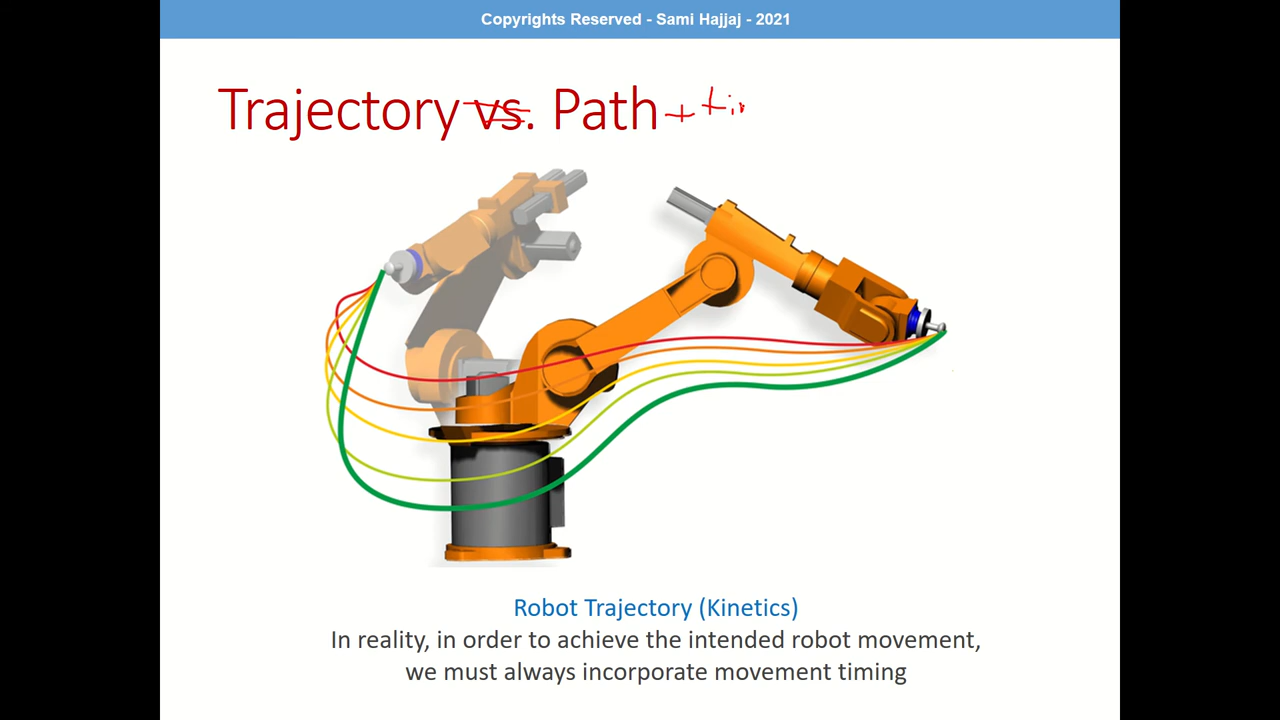 Copyrights Reserved - Sami Hajjaj - 2021
Trajectory vs. Path +
Robot Trajectory (Kinetics)
In reality, in order to achieve the intended robot movement,
we must always incorporate movement timing